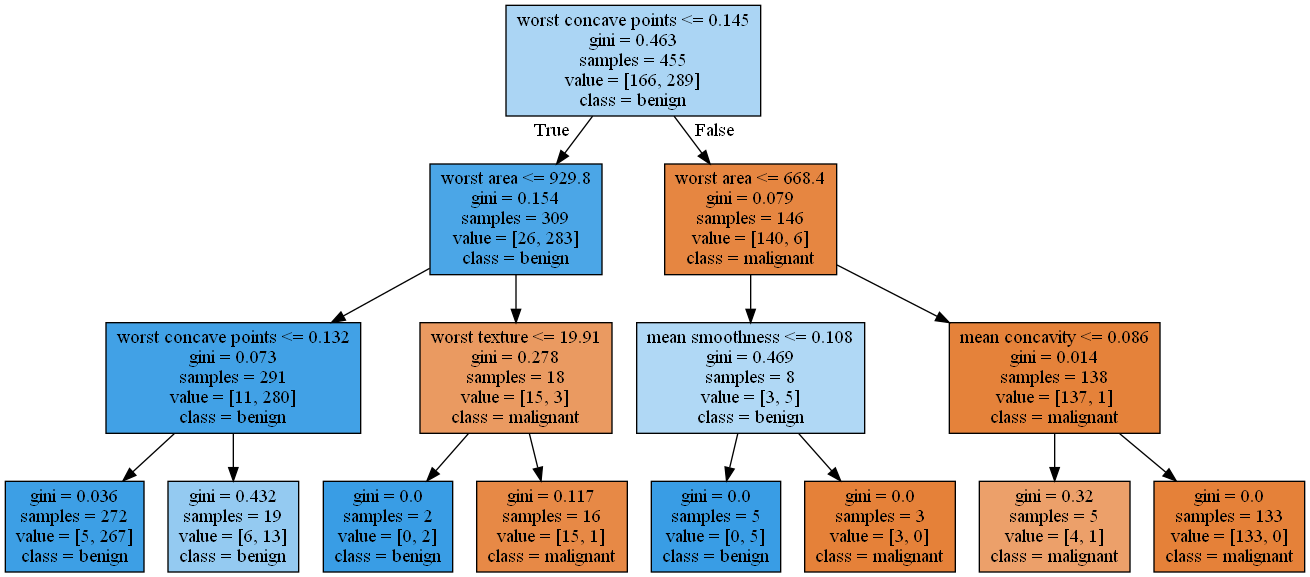 worst concave points <= 0.145
gini = 0.463
samples = 455
value = [166, 289]
class = benign
True
False
worst area <= 929.8
gini = 0.154
samples = 309
value = [26, 283]
class = benign
worst area <= 668.4
gini = 0.079
samples = 146
value = [140, 6]
class = malignant
worst concave points <= 0.132
gini = 0.073
samples = 291
value = [11, 280]
class = benign
worst texture <= 19.91
gini = 0.278
samples = 18
value = [15, 3]
class = malignant
mean smoothness <= 0.108
gini = 0.469
samples = 8
value = [3, 5]
class = benign
mean concavity <= 0.086
gini = 0.014
samples = 138
value = [137, 1]
class = malignant
gini = 0.036
samples = 272
value = [5, 267]
class = benign
gini = 0.432
samples = 19
value = [6, 13]
class = benign
gini = 0.0
samples = 2
value = [0, 2]
class = benign
gini = 0.117
samples = 16
value = [15, 1]
class = malignant
gini = 0.0
samples = 5
value = [0, 5]
class = benign
gini = 0.0
samples = 3
value = [3, 0]
class = malignant
gini = 0.32
samples = 5
value = [4, 1]
class = malignant
gini = 0.0
samples = 133
value = [133, 0]
class = malignant